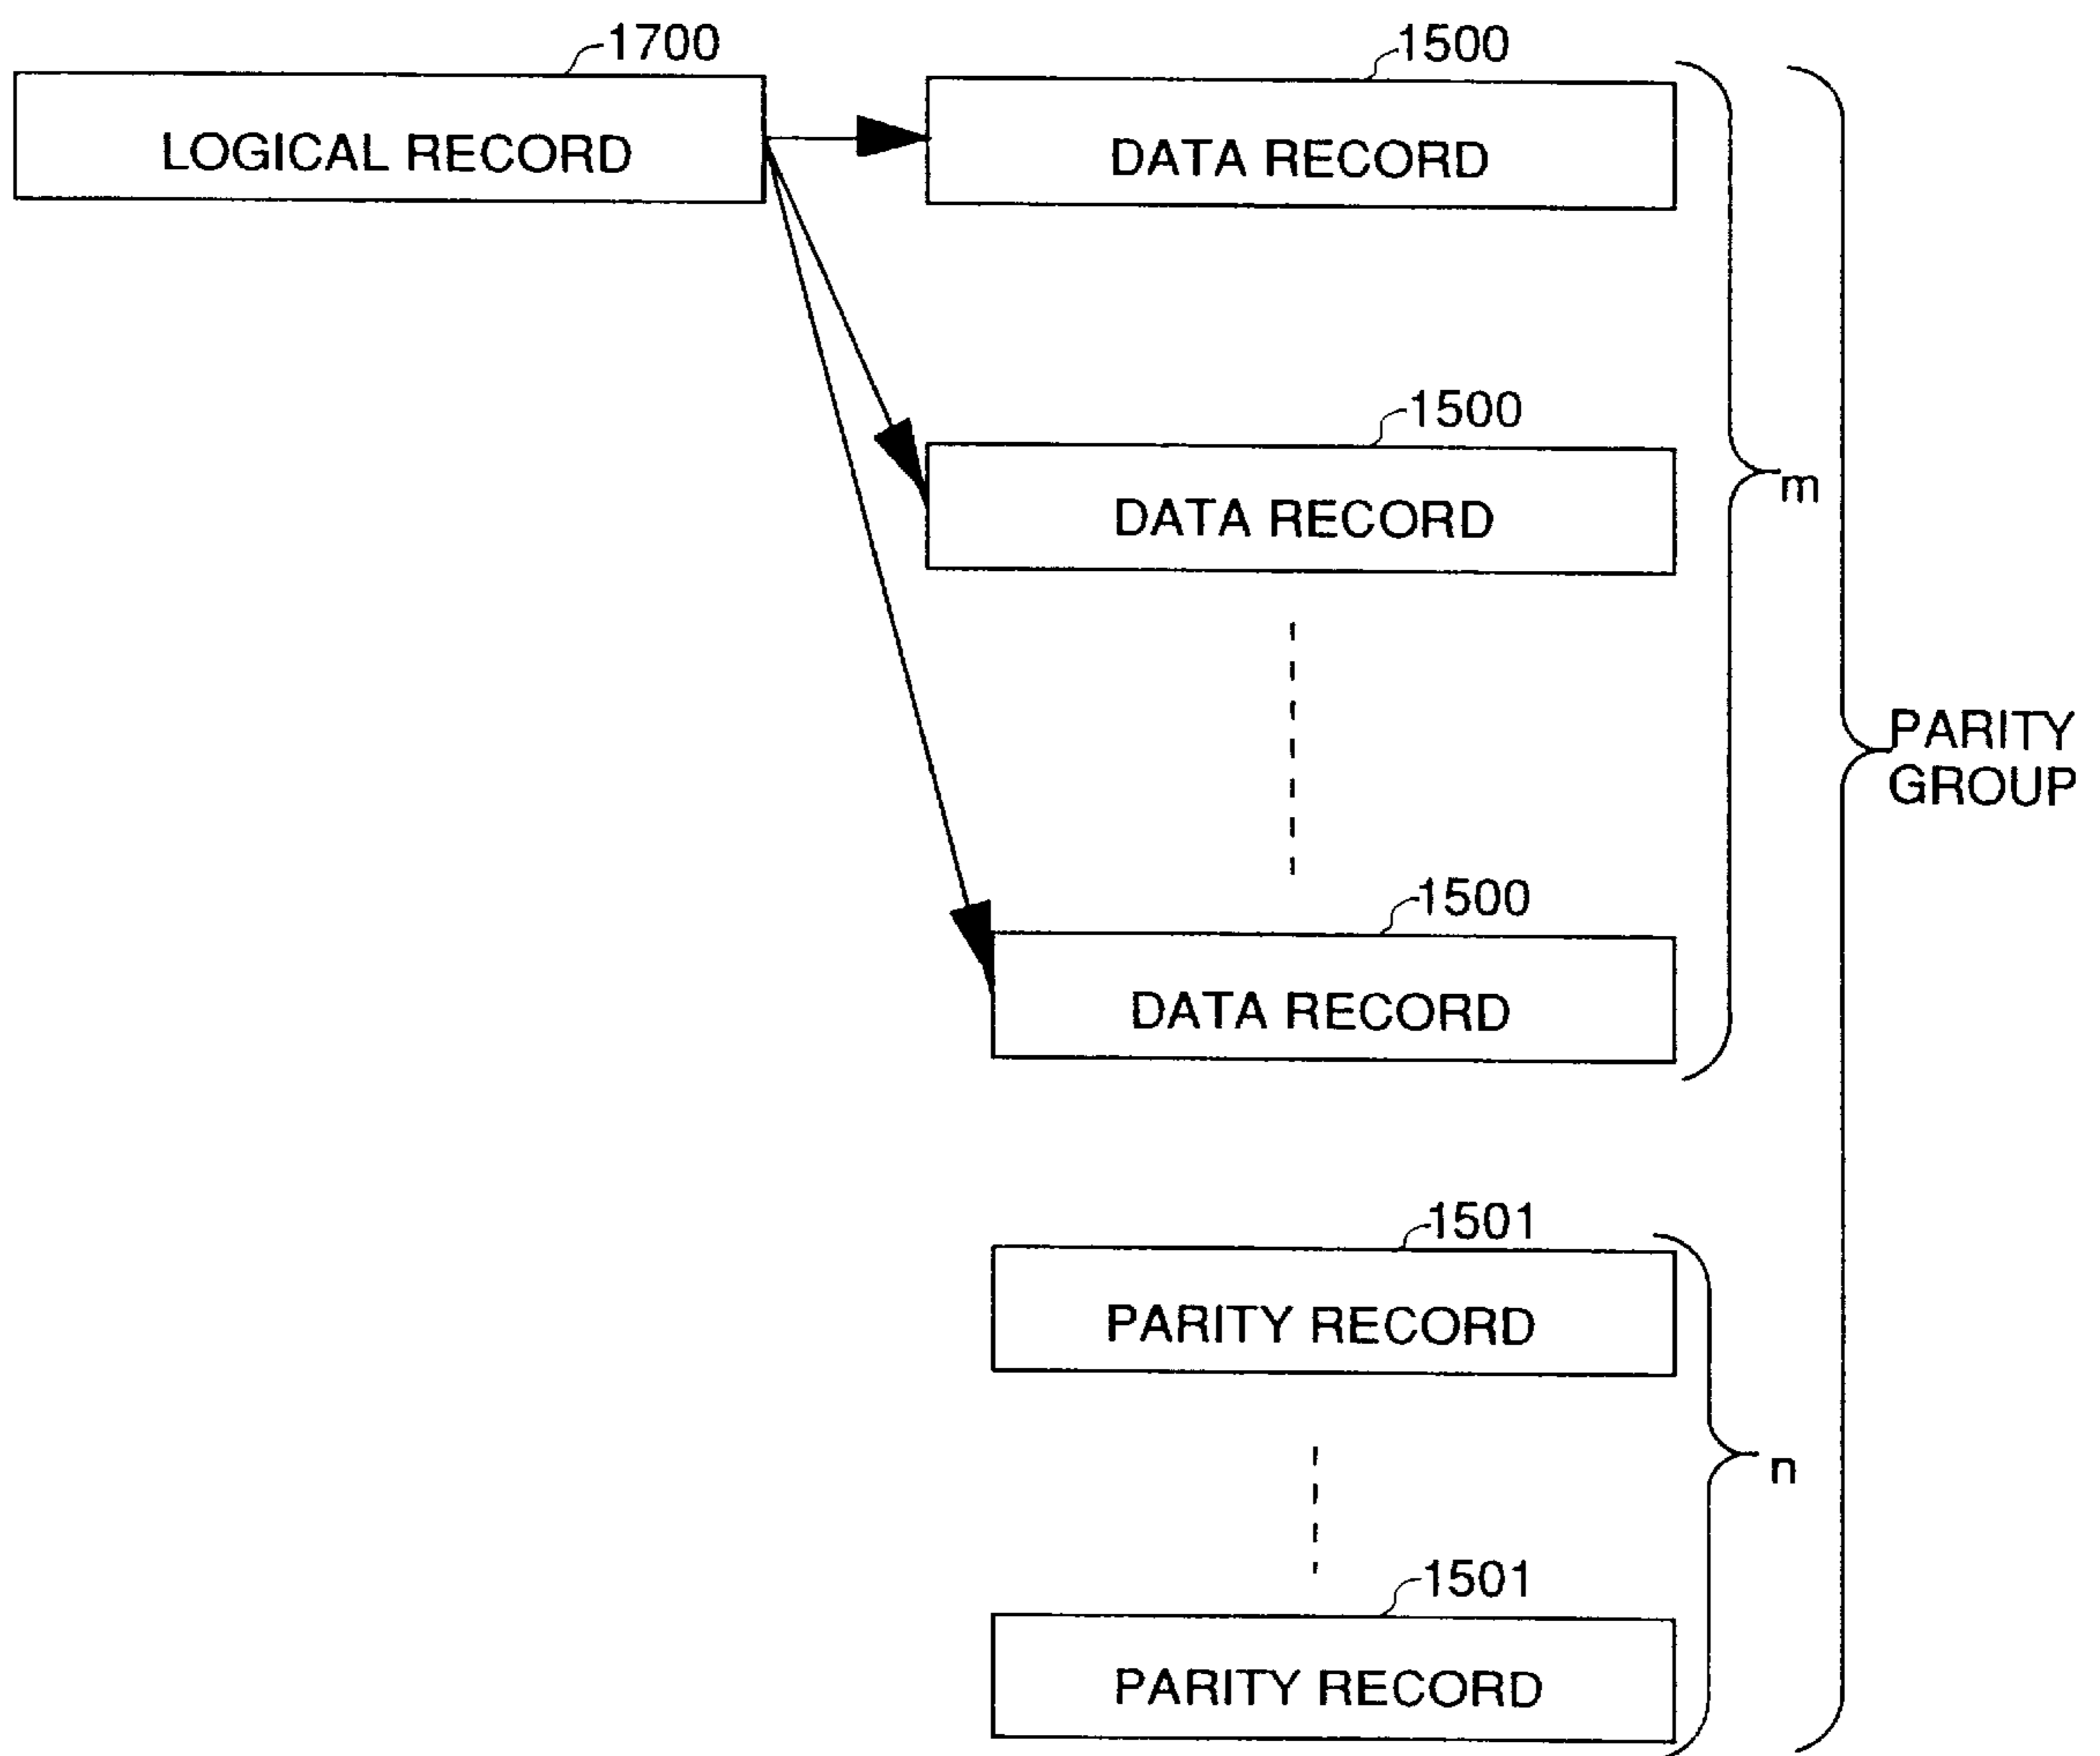 1700
1500
LOGICAL RECORD
DATA RECORD
1500
m
DATA RECORD
PARITY
GROUP
1500
DATA RECORD
1501
PARITY RECORD
n
1501
PARITY RECORD